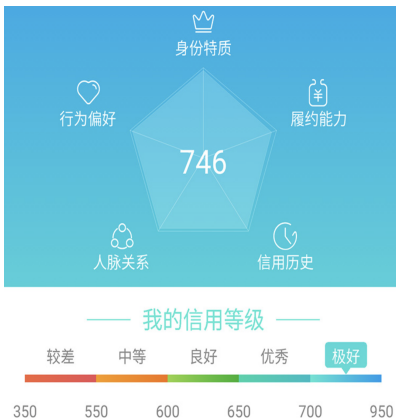 身份特质
行为偏好
履约能力
746
人脉关系
信用历史
我的信用等级
较差 中等 良好 优秀 极好
350 550 600 650 700 950